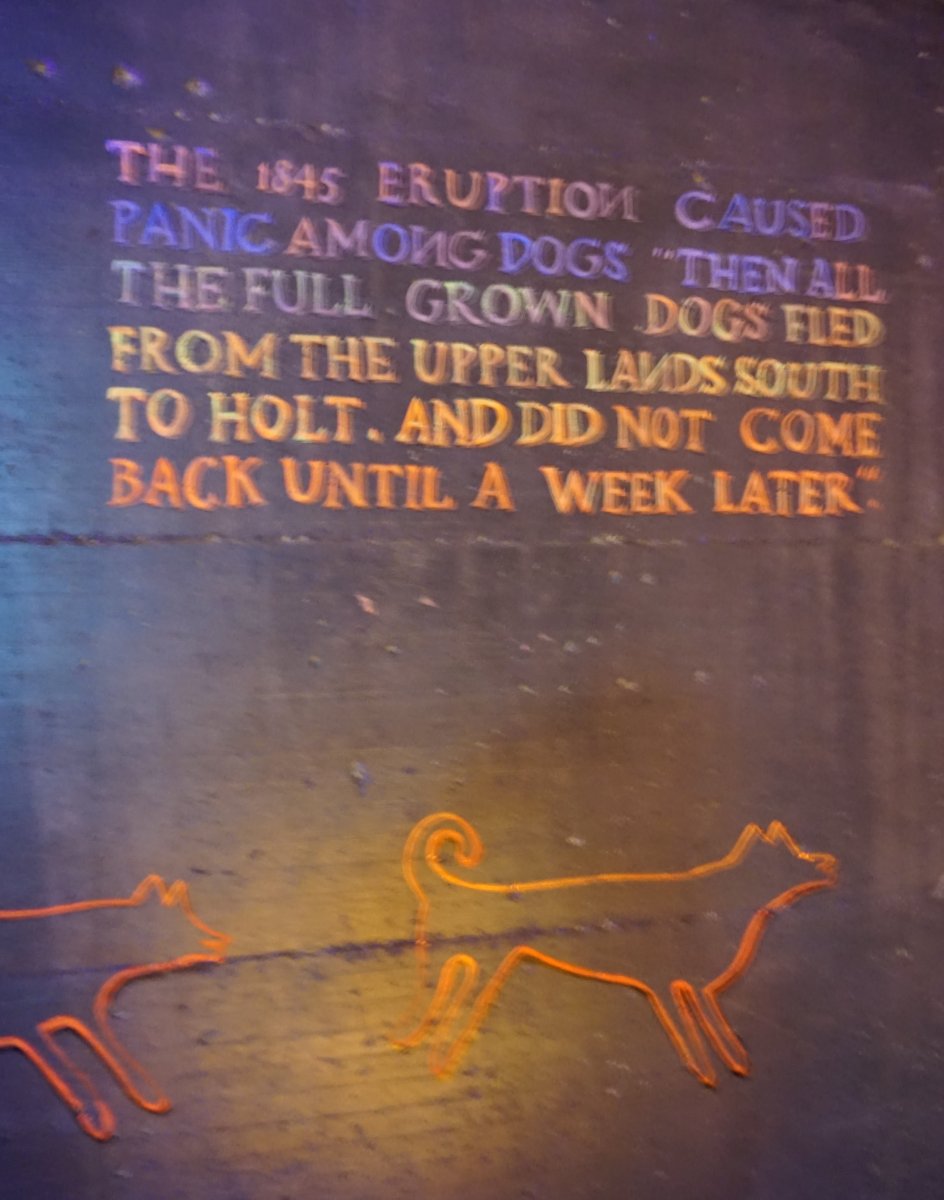 THE 1845 ERUPTION CAUSED
PANIC AMONG DOGS "THEN ALL
THE FULL GROWN DOGS FLED
FROM THE UPPER LANDS SOUTH
TO HOLT. AND DID NOT COME
BACK UNTIL A WEEK LATER".